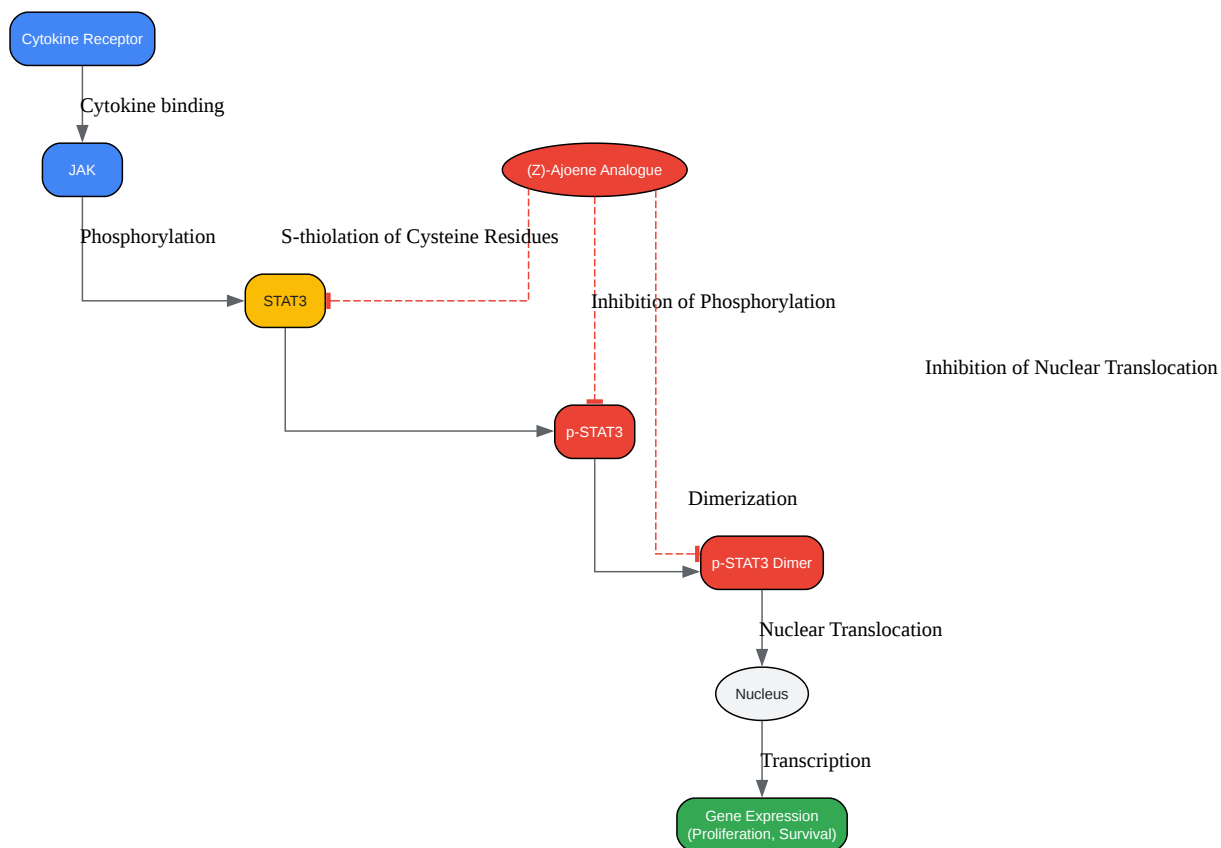 Cytokine Receptor
Cytokine binding
JAK
(Z)-Ajoene Analogue
Phosphorylation
S-thiolation of Cysteine Residues
STAT3
Inhibition of Phosphorylation
Inhibition of Nuclear Translocation
p-STAT3
Dimerization
p-STAT3 Dimer
Nuclear Translocation
Nucleus
Transcription
Gene Expression
(Proliferation, Survival)